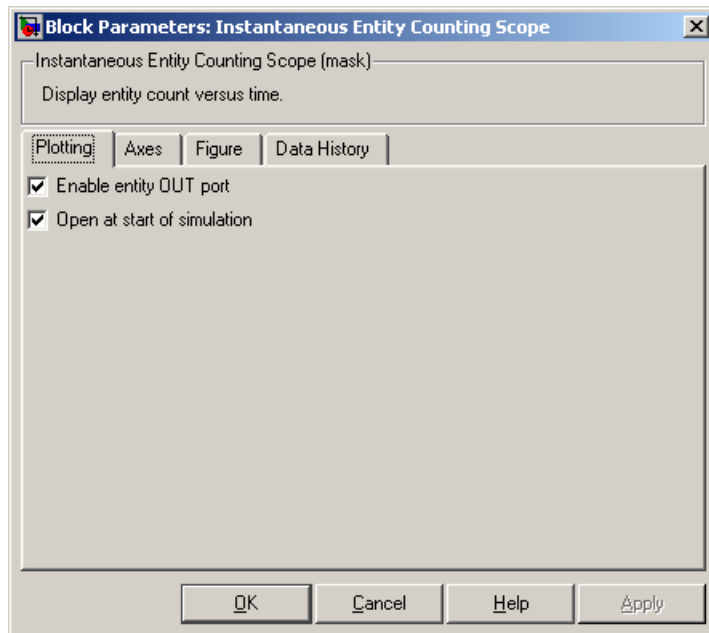 Block Parameters: Instantaneous Entity Counting Scope
Instantaneous Entity Counting Scope (mask)
Display entity count versus time.
Plotting Axes Figure Data History
Enable entity OUT port
Open at start of simulation
OK Cancel Help Apply